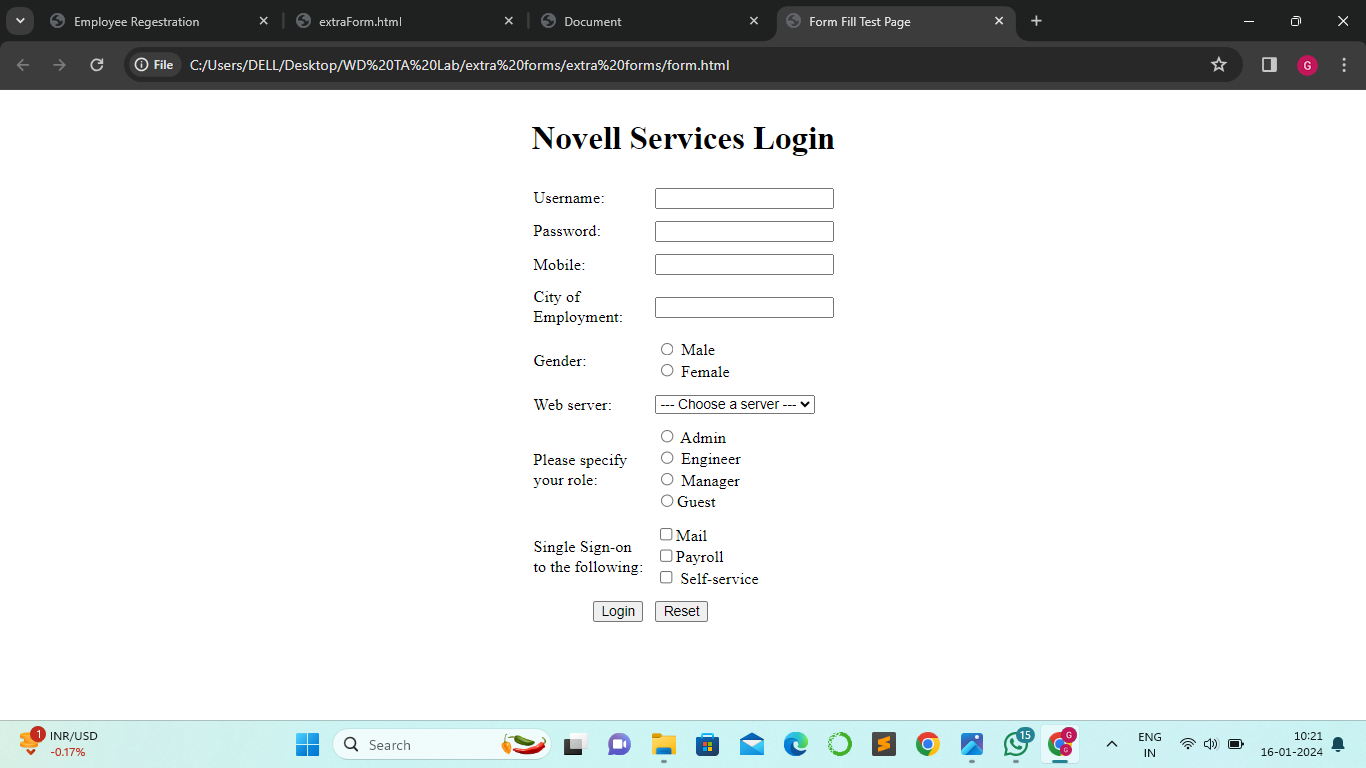 Employee Regestration
extraForm.html
Document
Form Fill Test Page
File
C:/Users/DELL/Desktop/WD%20TA%20Lab/extra%20forms/extra%20forms/form.html
G
Novell Services Login
Username:
Password:
Mobile:
City of
Employment:
Gender:
Male
Female
Web server:
--- Choose a server ---
Please specify
your role:
Admin
Engineer
Manager
Guest
Single Sign-on
to the following:
Mail
Payroll
Self-service
Login Reset
1
INR/USD
-0.17%
Search
S
15
G
G
ENG
IN
10:21
16-01-2024